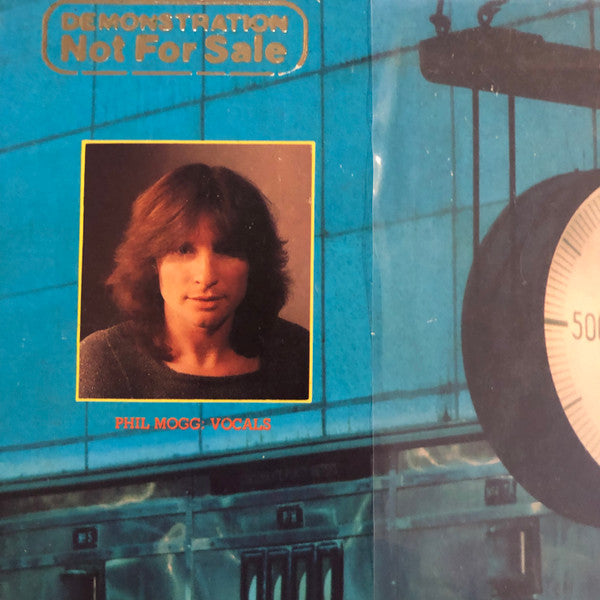 DEMONSTRATION
Not For Sale
500
PHIL MOGG: VOCALS